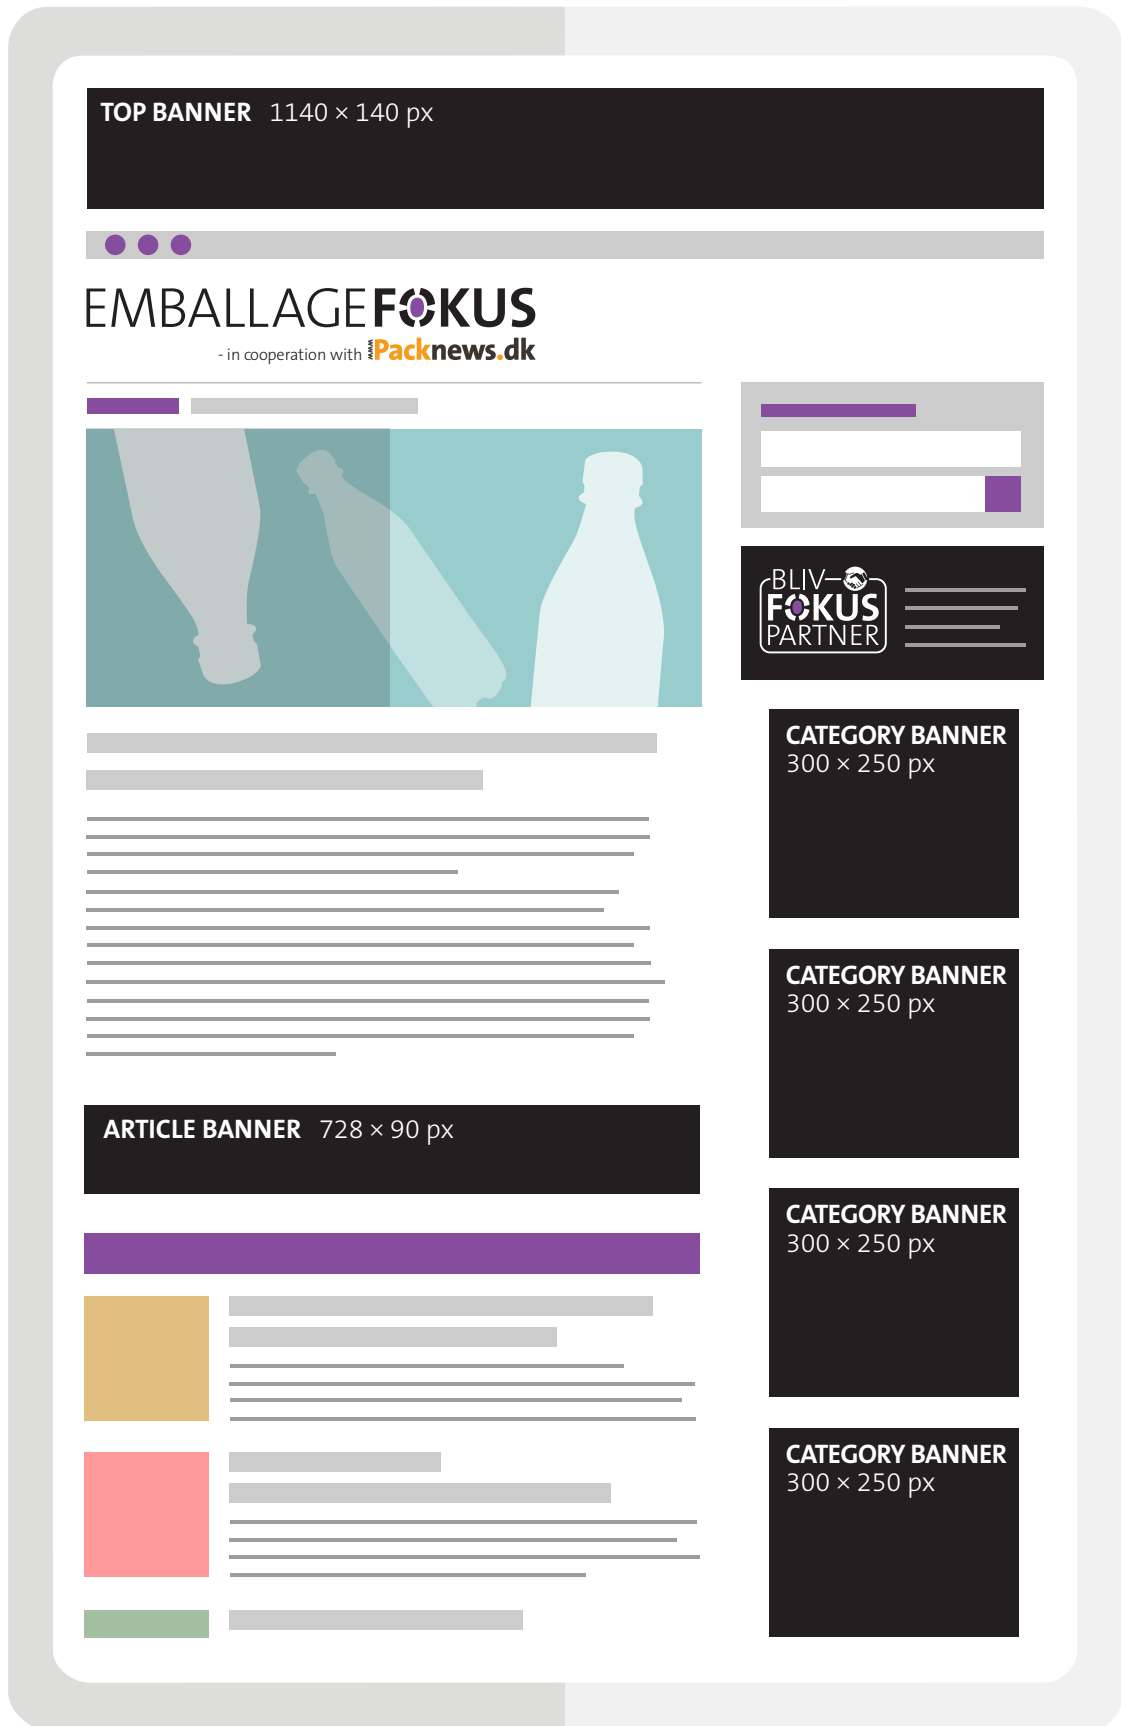 TOP BANNER 1140 × 140 px
EMBALLAGEFOKUS
- in cooperation with Packnews.dk
BLIV
FOKUS
PARTNER
CATEGORY BANNER
300 × 250 px
CATEGORY BANNER
300 × 250 px
ARTICLE BANNER 728 × 90 px
CATEGORY BANNER
300 × 250 px
CATEGORY BANNER
300 × 250 px